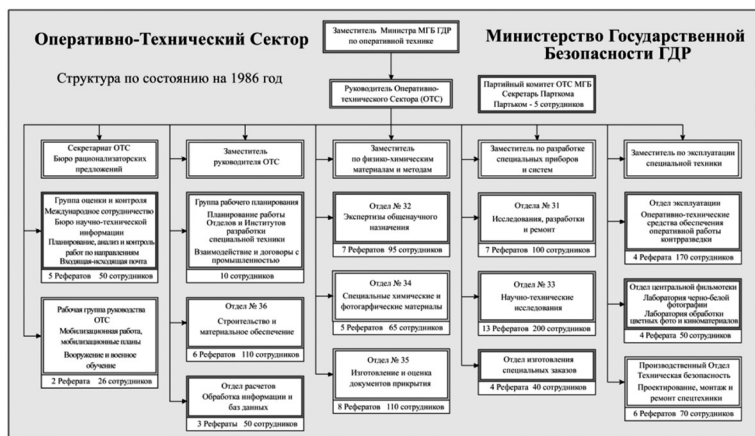 Оперативно-Технический Сектор
Структура по состоянию на 1986 год
Заместитель Министра МГБ ГДР
по оперативной технике
Министерство Государственной
Безопасности ГДР
Руководитель Оперативно-
технического Сектора (ОТС)
Партийный комитет ОТС МГБ
Секретарь Парткома
Партьком - 5 сотрудников
Секретариат ОТС
Бюро рационализаторских
предложений
Заместитель
руководителя ОТС
Заместитель
по физико-химическим
материалам и методам
Заместитель по разработке
специальных приборов
и систем
Заместитель по эксплуатации
специальной техники
Группа оценки и контроля
Международное сотрудничество
Бюро научно-технической
информации
Планирование, анализ и контроль
работ по направлениям
Входящая-исходящая почта
5 Рефератов 50 сотрудников
Рабочая группа руководства
ОТС
Мобилизационная работа,
мобилизационные планы
Вооружение и военное
обучение
2 Реферата 26 сотрудников
Группа рабочего планирования
Планирование работы
Отделов и Институтов
разработки
специальной техники
Взаимодействие и договоры с
промышленностью
10 сотрудников
Отдел № 36
Строительство и
материальное обеспечение
6 Рефератов 110 сотрудников
Отдел расчетов
Обработка информации и
баз данных
3 Рефераты 50 сотрудников
Отдел № 32
Экспертизы общенаучного
назначения
7 Рефератов 95 сотрудников
Отдел № 34
Специальные химические и
фотогарфические материалы
5 Рефератов 65 сотрудников
Отдел № 35
Изготовление и оценка
документов прикрытия
8 Рефератов 110 сотрудников
Отдел № 31
Исследования, разработки
и ремонт
7 Рефератов 100 сотрудников
Отдел № 33
Научно-технические
исследования
13 Рефератов 200 сотрудников
Отдел изготовления
специальных заказов
4 Реферата 40 сотрудников
Отдел эксплуатации
Оперативно-технические
средства обеспечения
оперативной работы
контрразведки
4 Реферата 170 сотрудников
Отдел центральной фильмотеки
Лаборатория черно-белой
фотографии
Лаборатория обработки
цветных фото и киноматериалов
4 Реферата 50 сотрудников
Производственный Отдел
Техническая безопасность
Проектирование, монтаж и
ремонт спецтехники
6 Рефератов 70 сотрудников